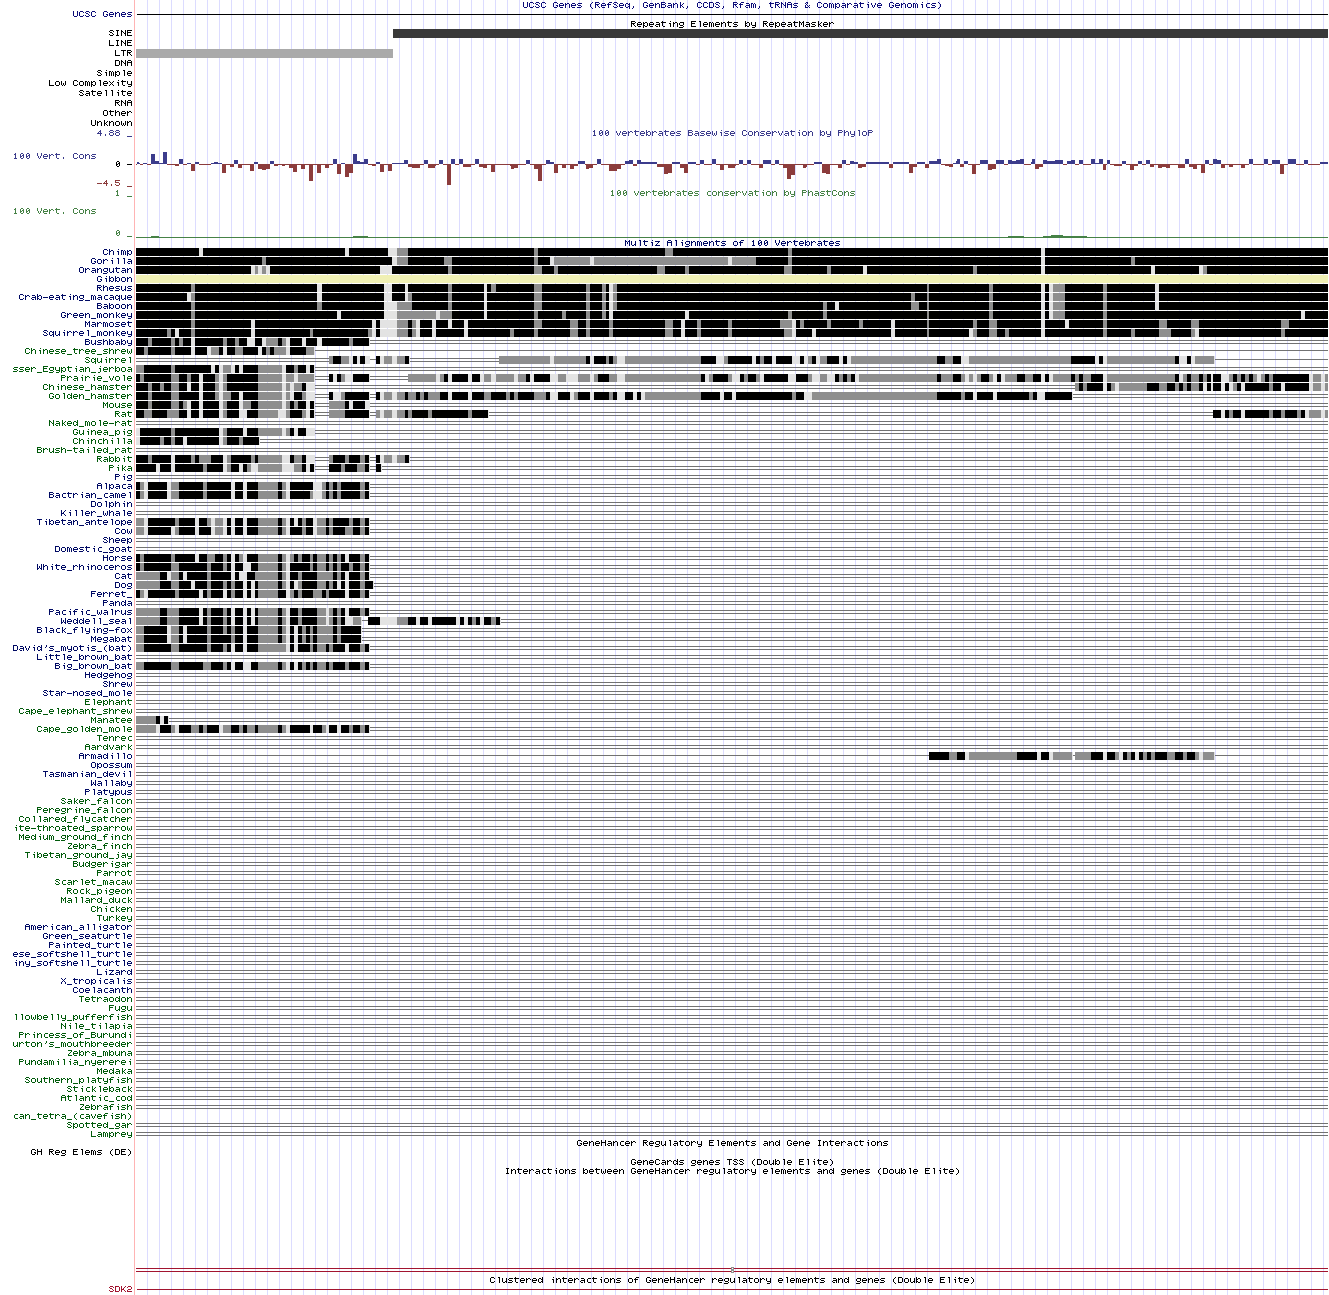 UCSC Genes (RefSeq, GenBank, CCDS, Rfam, tRNAs & Comparative Genomics)
UCSC Genes
Repeating Elements by RepeatMasker
SINE
LINE
LTR
DNA
Simple
Low Complexity
Satellite
RNA
Other
Unknown
4.88 _
100 vertebrates Basewise Conservation by PhyloP
100 Vert. Cons
0 _
-4.5 _
1 _
100 vertebrates conservation by PhastCons
100 Vert. Cons
0 _
Multiz Alignments of 100 Vertebrates
Chimp
Gorilla
Orangutan
Gibbon
Rhesus
Crab-eating_macaque
Baboon
Green_monkey
Marmoset
Squirrel_monkey
Bushbaby
Chinese_tree_shrew
Squirrel
sser_Egyptian_jerboa
Prairie_vole
Chinese_hamster
Golden_hamster
Mouse
Rat
Naked_mole-rat
Guinea_pig
Chinchilla
Brush-tailed_rat
Rabbit
Pika
Pig
Alpaca
Bactrian_camel
Dolphin
Killer_whale
Tibetan_antelope
Cow
Sheep
Domestic_goat
Horse
White_rhinoceros
Cat
Dog
Ferret_
Panda
Pacific_walrus
Weddell_seal
Black_flying-fox
Megabat
David's_myotis_(bat)
Little_brown_bat
Big_brown_bat
Hedgehog
Shrew
Star-nosed_mole
Elephant
Cape_elephant_shrew
Manatee
Cape_golden_mole
Tenrec
Aardvark
Armadillo
Opossum
Tasmanian_devil
Wallaby
Platypus
Saker_falcon
Peregrine_falcon
Collared_flycatcher
ite-throated_sparrow
Medium_ground_finch
Zebra_finch
Tibetan_ground_jay
Budgerigar
Parrot
Scarlet_macaw
Rock_pigeon
Mallard_duck
Chicken
Turkey
American_alligator
Green_seaturtle
Painted_turtle
ese_softshell_turtle
iny_softshell_turtle
Lizard
X_tropicalis
Coelacanth
Tetraodon
Fugu
llowbelly_pufferfish
Nile_tilapia
Princess_of_Burundi
urton's_mouthbreeder
Zebra_mbuna
Pundamilia_nyererei
Medaka
Southern_platyfish
Stickleback
Atlantic_cod
Zebrafish
can_tetra_(cavefish)
Spotted_gar
Lamprey
GeneHancer Regulatory Elements and Gene Interactions
GH Reg Elems (DE)
GeneCards genes TSS (Double Elite)
Interactions between GeneHancer regulatory elements and genes (Double Elite)
Clustered interactions of GeneHancer regulatory elements and genes (Double Elite)
SDK2